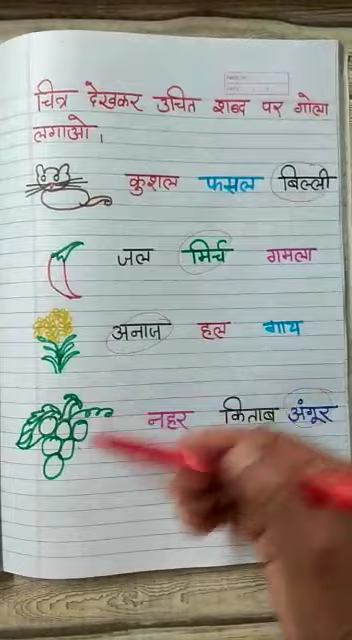 चित्र देखकर उचित शब्द पर गोला
लगाओ ।
कुशल फसल बिल्ली
जल मिर्च गमला
अनाज हल गाय
नहर किताब अंगूर